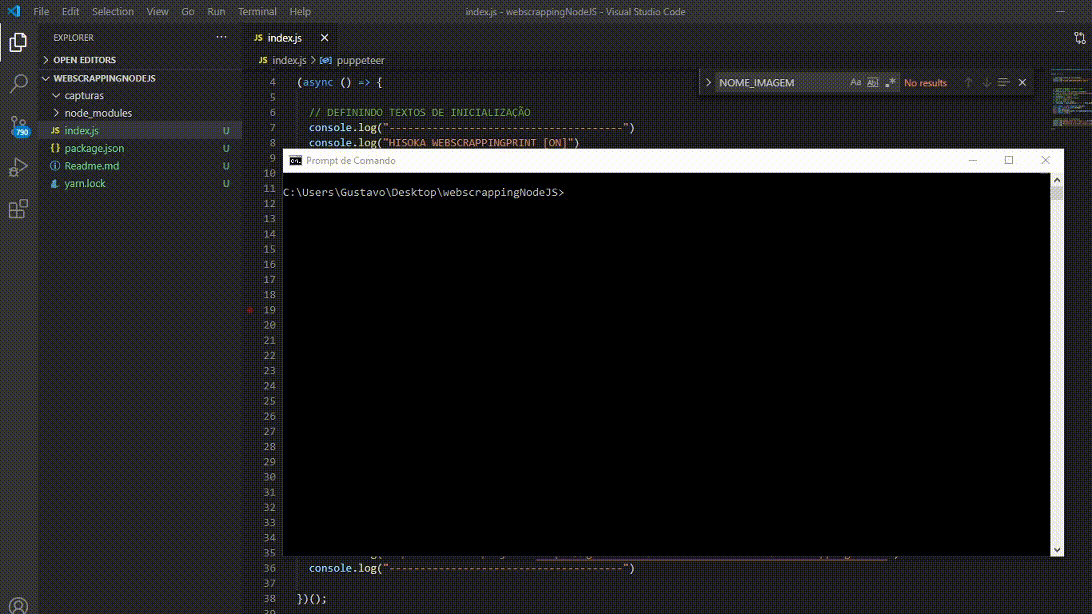 File Edit Selection View Go Run Terminal Help
index.js - webscrappingNodeJS - Visual Studio Code
EXPLORER
OPEN EDITORS
WEBSCRAPPINGNODEJS
capturas
node_modules
JS index.js U
{} package.json U
Readme.md U
yarn.lock U
790
JS index.js
JS index.js > puppeteer
NOME_IMAGEM Aa Abl .* No results
4 (async () => {
5
6 // DEFININDO TEXTOS DE INICIALIZAÇÃO
7 console.log("--------------------------------------")
8 console.log("HISOKA WEBSCRAPPINGPRINT [ON]")
9
10
11
12
13
14
15
16
17
18
19
20
21
22
23
24
25
26
27
28
29
30
31
32
33
34
35
36 console.log("--------------------------------------")
37
38 })();
Prompt de Comando
C:\Users\Gustavo\Desktop\webscrappingNodeJS>